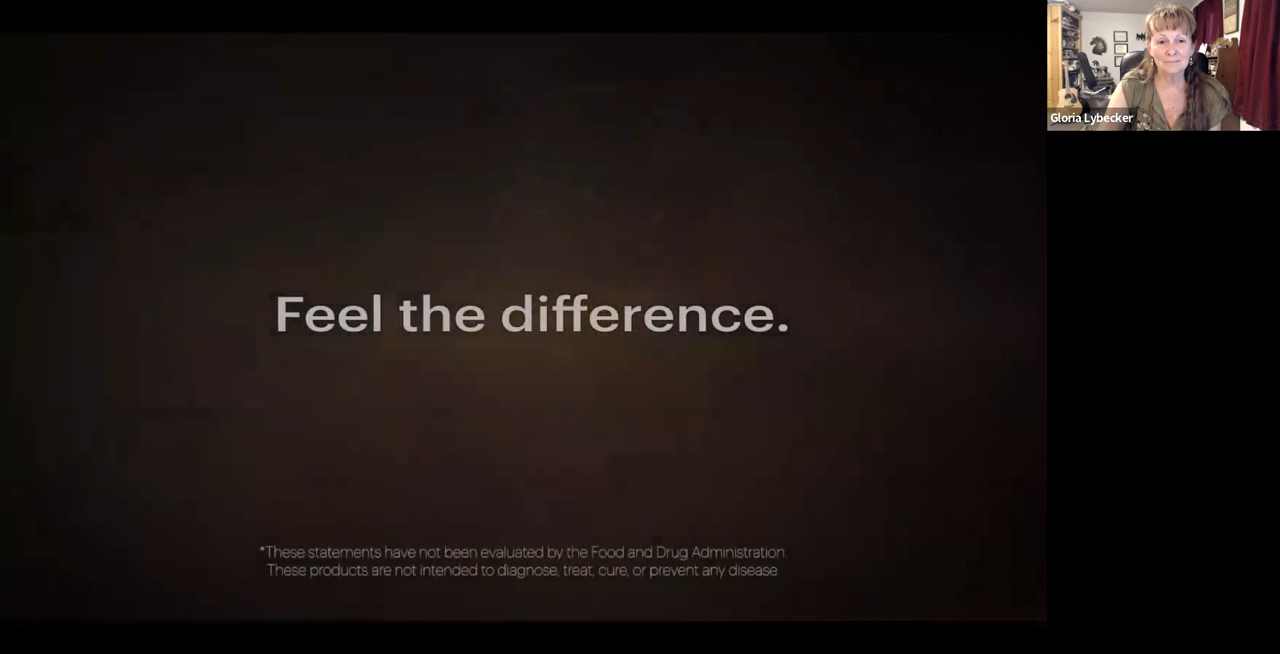 Gloria Lybecker
Feel the difference.
*These statements have not been evaluated by the Food and Drug Administration.
These products are not intended to diagnose, treat, cure, or prevent any disease.